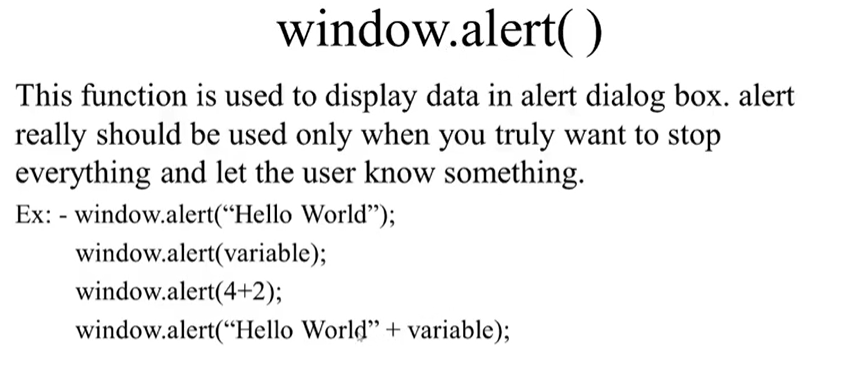 window.alert( )
This function is used to display data in alert dialog box. alert
really should be used only when you truly want to stop
everything and let the user know something.
Ex: - window.alert(“Hello World”);
window.alert(variable);
window.alert(4+2);
window.alert(“Hello World” + variable);